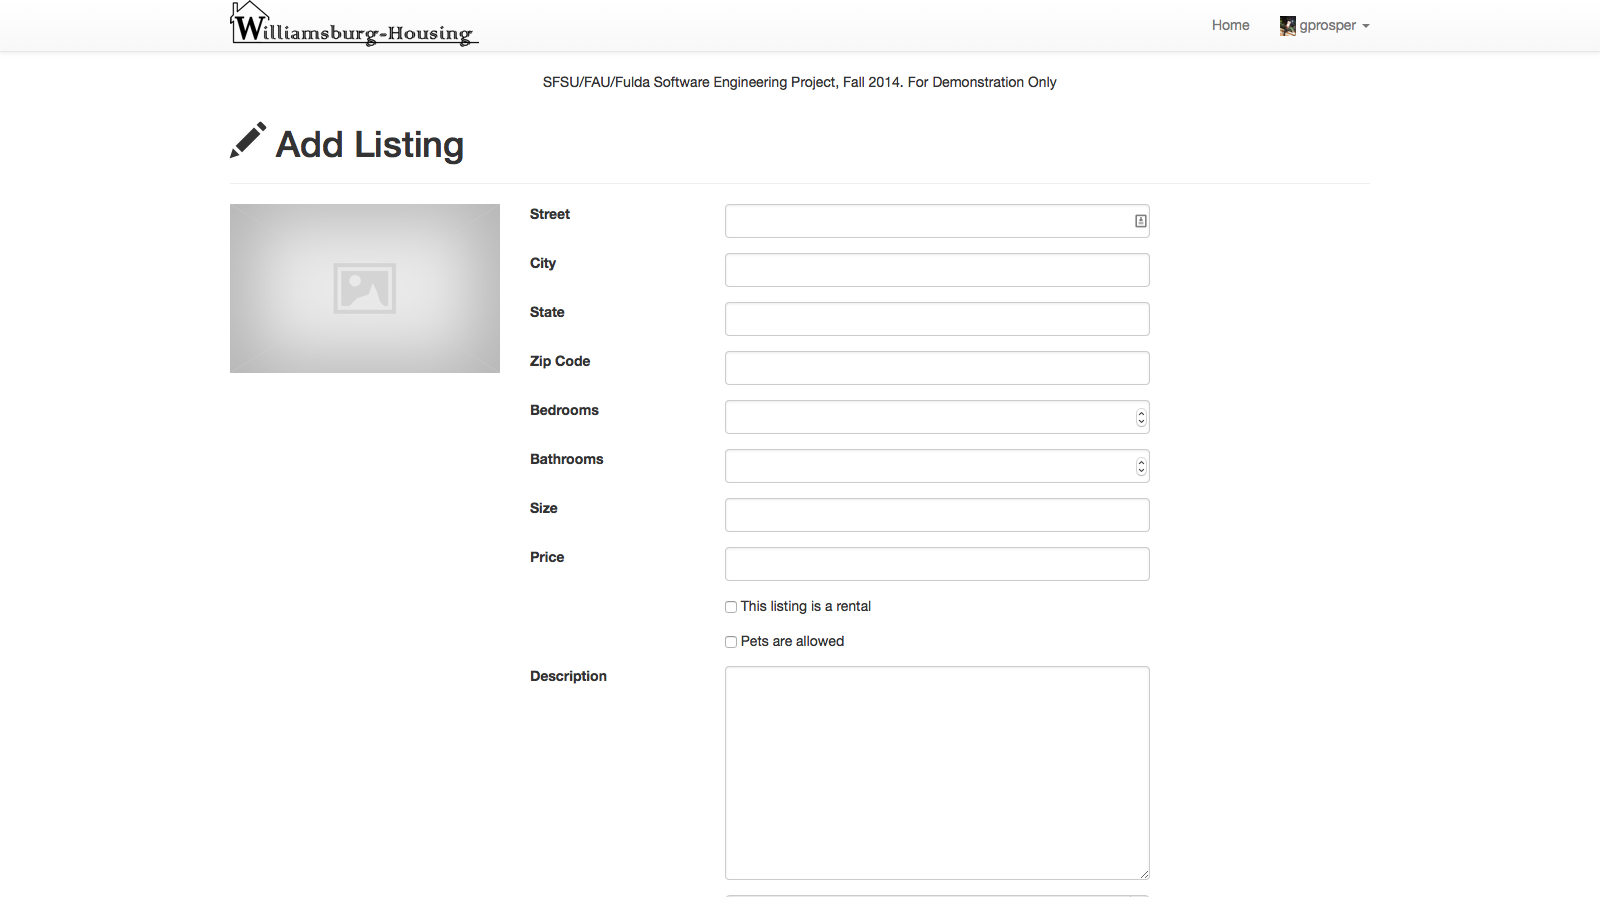 Williamsburg-Housing
Home
gprosper
SFSU/FAU/Fulda Software Engineering Project, Fall 2014. For Demonstration Only
Add Listing
Street
City
State
Zip Code
Bedrooms
Bathrooms
Size
Price
This listing is a rental
Pets are allowed
Description